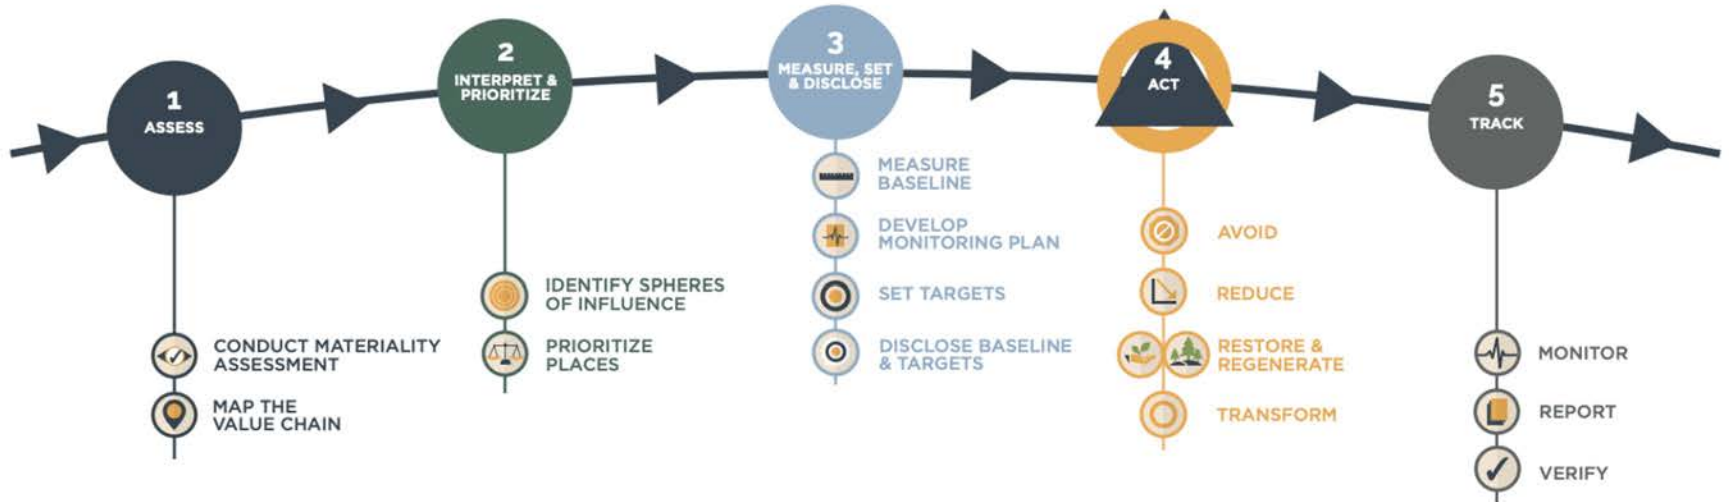 1
ASSESS
CONDUCT MATERIALITY
ASSESSMENT
MAP THE
VALUE CHAIN
2
INTERPRET &
PRIORITIZE
IDENTIFY SPHERES
OF INFLUENCE
PRIORITIZE
PLACES
3
MEASURE, SET
& DISCLOSE
MEASURE
BASELINE
DEVELOP
MONITORING PLAN
SET TARGETS
DISCLOSE BASELINE
& TARGETS
4
ACT
AVOID
REDUCE
RESTORE &
REGENERATE
TRANSFORM
5
TRACK
MONITOR
REPORT
VERIFY